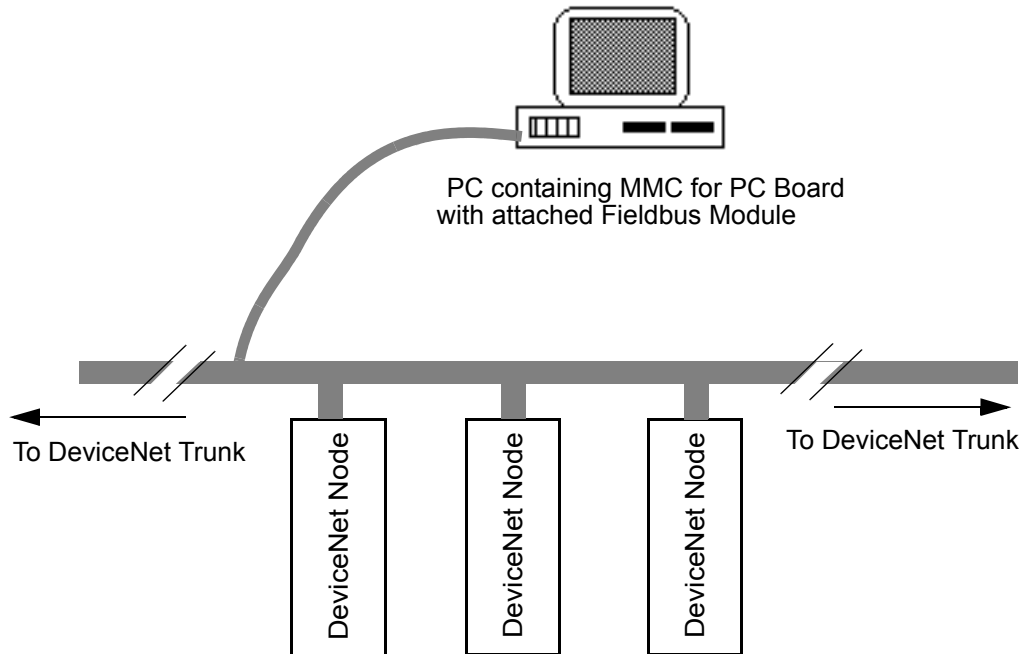 PC containing MMC for PC Board
with attached Fieldbus Module
To DeviceNet Trunk
To DeviceNet Trunk
DeviceNet Node
DeviceNet Node
DeviceNet Node